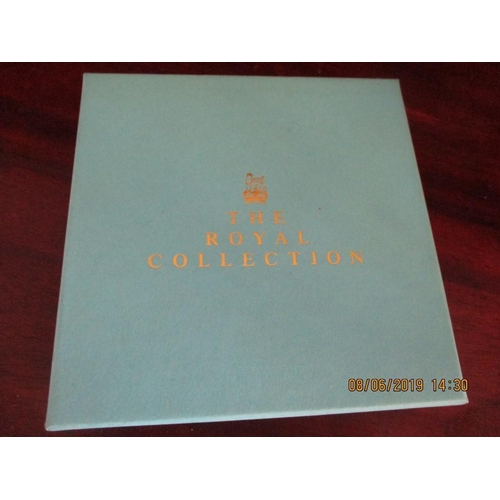 THE
ROYAL
COLLECTION
08/06/2019 14:30